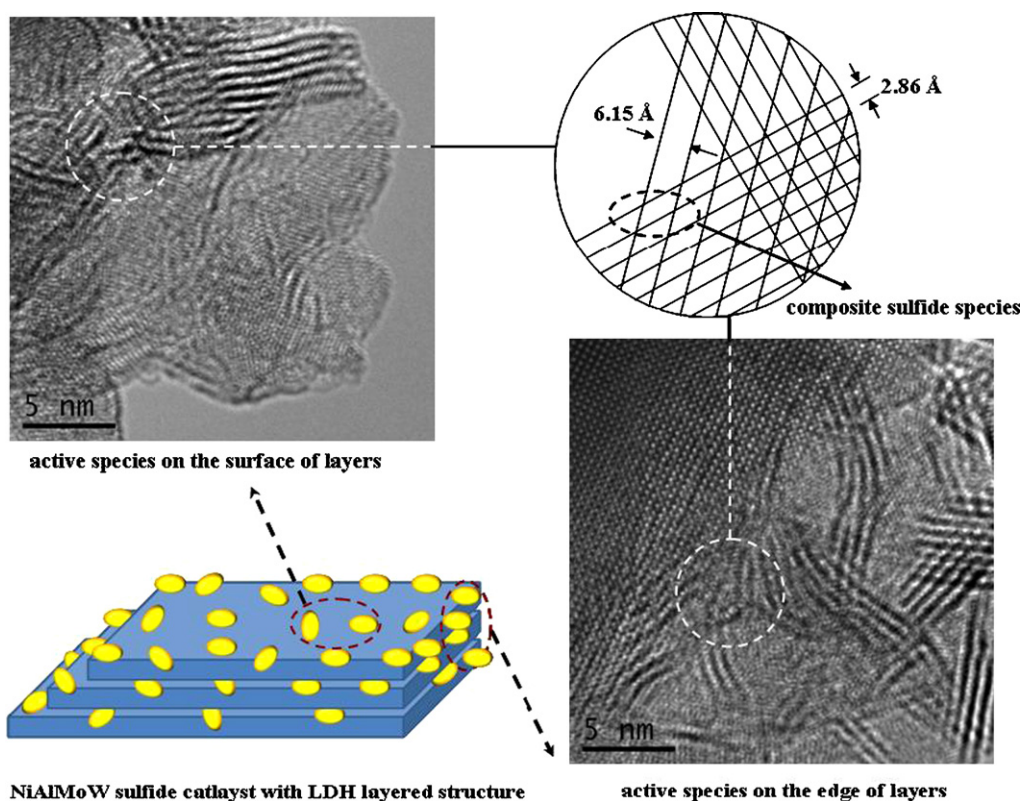 2.86 Å
6.15 Å
composite sulfide species
5 nm
active species on the surface of layers
5 nm
NiAlMoW sulfide catlayst with LDH layered structure
active species on the edge of layers